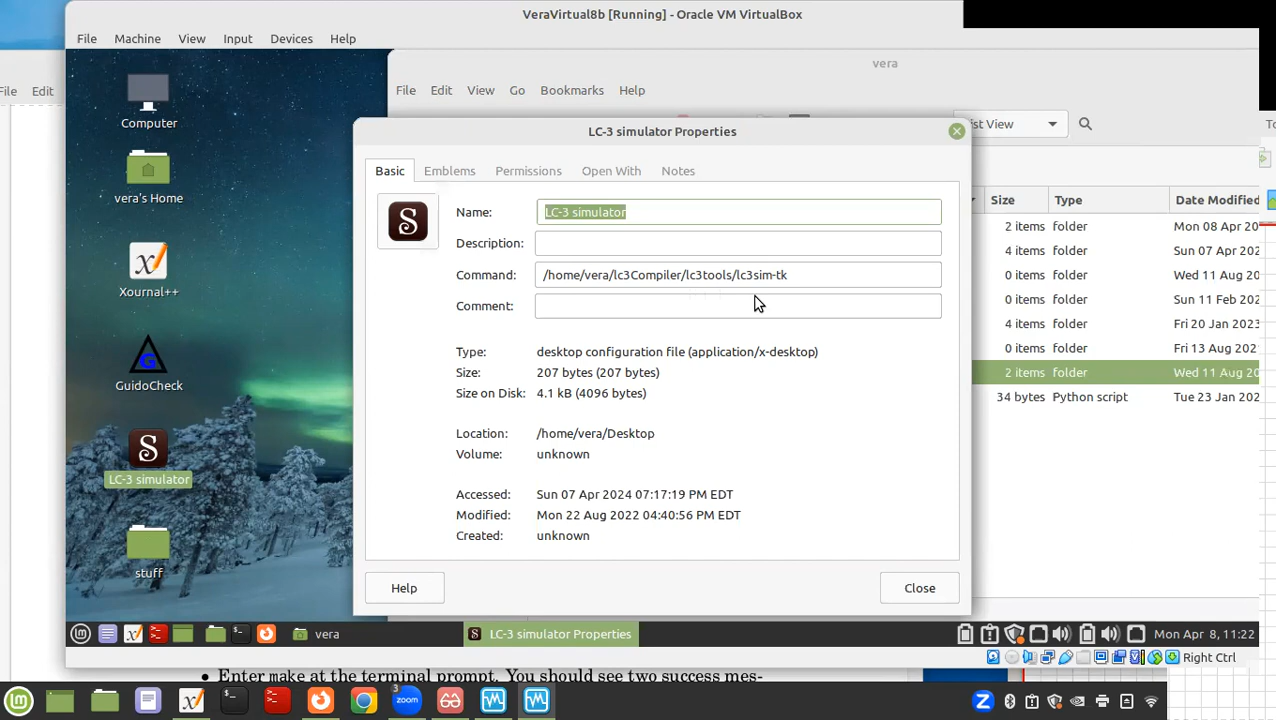 VeraVirtual8b [Running] - Oracle VM VirtualBox
File Machine View Input Devices Help
File Edit
vera
File Edit View Go Bookmarks Help
Computer
vera's Home
Xournal++
GuidoCheck
S
LC-3 simulator
stuff
List View
LC-3 simulator Properties
Basic Emblems Permissions Open With Notes
S
Name: LC-3 simulator
Description:
Command: /home/vera/lc3Compiler/lc3tools/lc3sim-tk
Comment:
Type: desktop configuration file (application/x-desktop)
Size: 207 bytes (207 bytes)
Size on Disk: 4.1 kB (4096 bytes)
Location: /home/vera/Desktop
Volume: unknown
Accessed: Sun 07 Apr 2024 07:17:19 PM EDT
Modified: Mon 22 Aug 2022 04:40:56 PM EDT
Created: unknown
Help Close
Size Type Date Modified
2 items folder Mon 08 Apr 20
4 items folder Sun 07 Apr 20
0 items folder Wed 11 Aug 20
0 items folder Sun 11 Feb 202
4 items folder Fri 20 Jan 2023
0 items folder Fri 13 Aug 202
2 items folder Wed 11 Aug 20
34 bytes Python script Tue 23 Jan 202
vera LC-3 simulator Properties Mon Apr 8, 11:22
Right Ctrl
• Enter make at the terminal prompt. You should see two success mes-
3 zoom